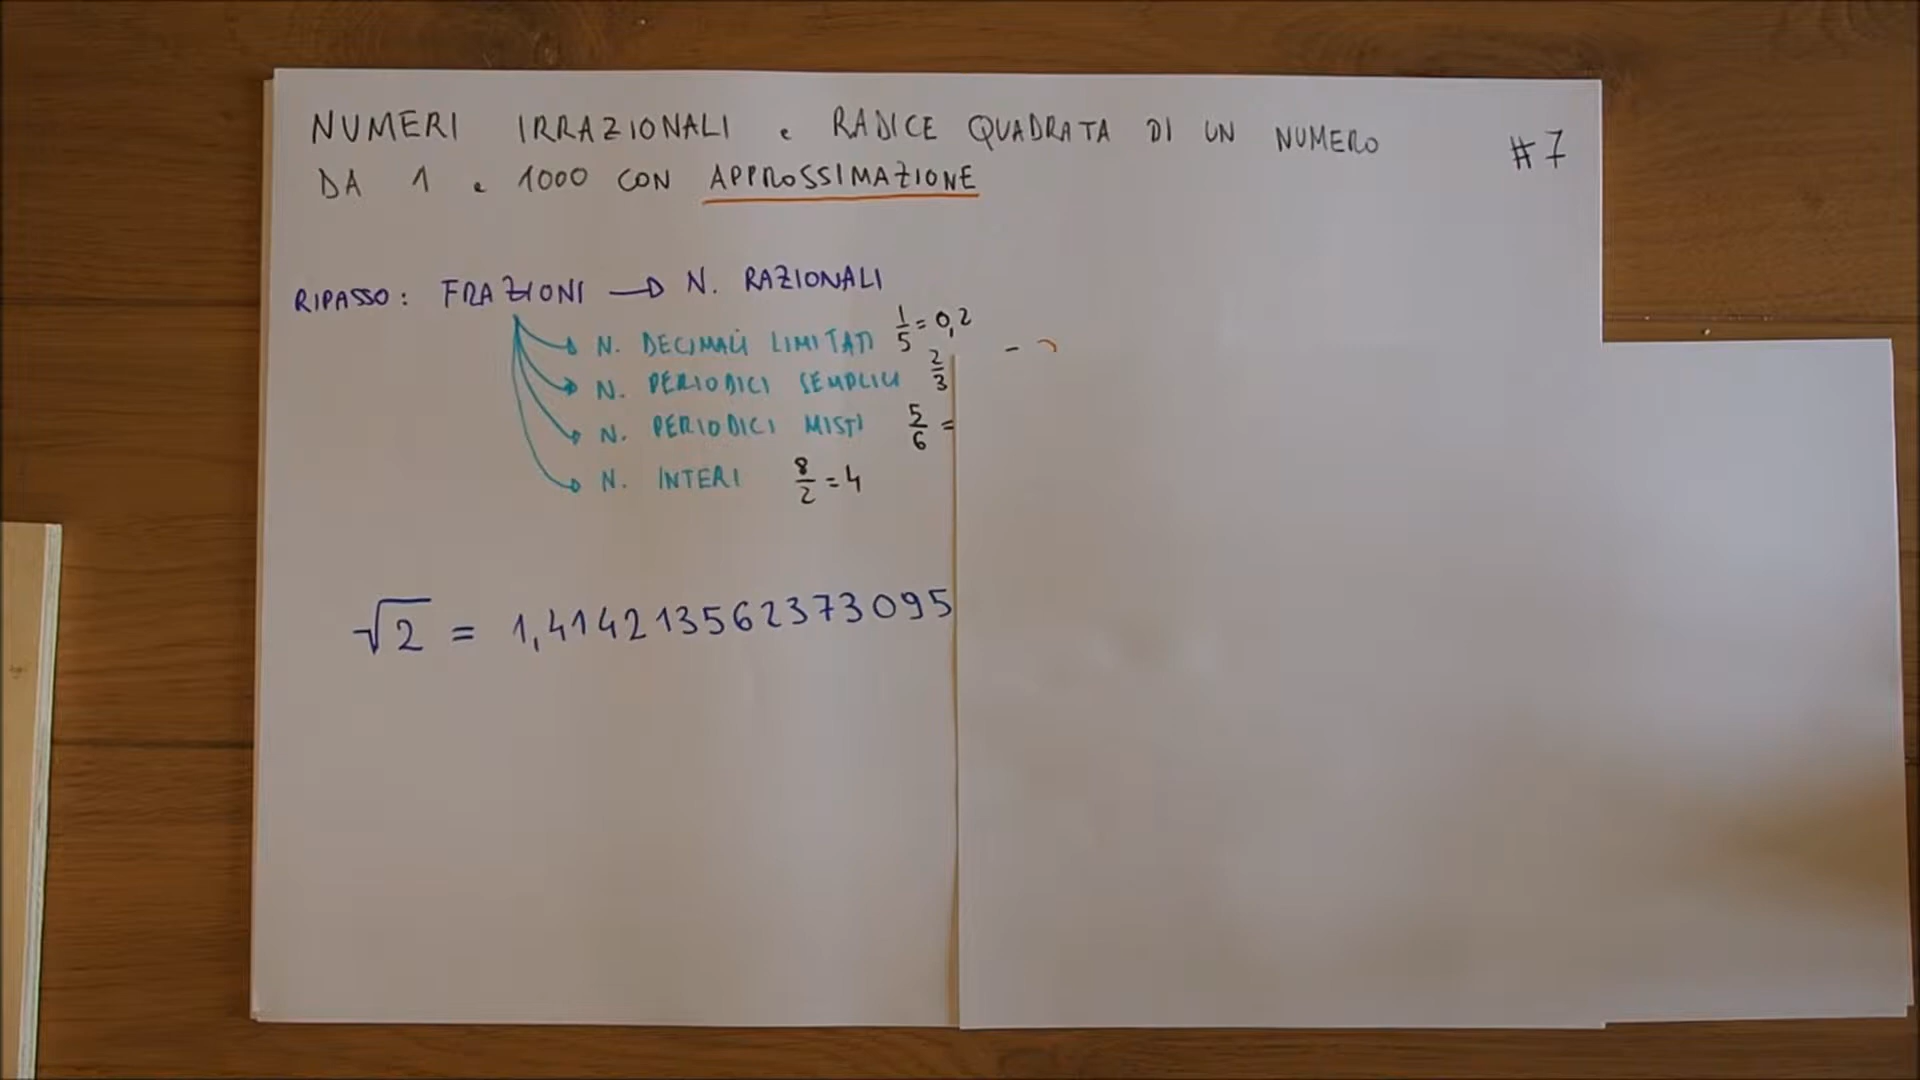 NUMERI IRRAZIONALI e RADICE QUADRATA DI UN NUMERO #7
DA 1 e 1000 CON APPROSSIMAZIONE
RIPASSO: FRAZIONI → N. RAZIONALI
N. DECIMALI LIMITATI 1/5 = 0,2
N. PERIODICI SEMPLICI 2/3
N. PERIODICI MISTI 5/6 =
N. INTERI 8/2 = 4
√2 = 1,414213562373095